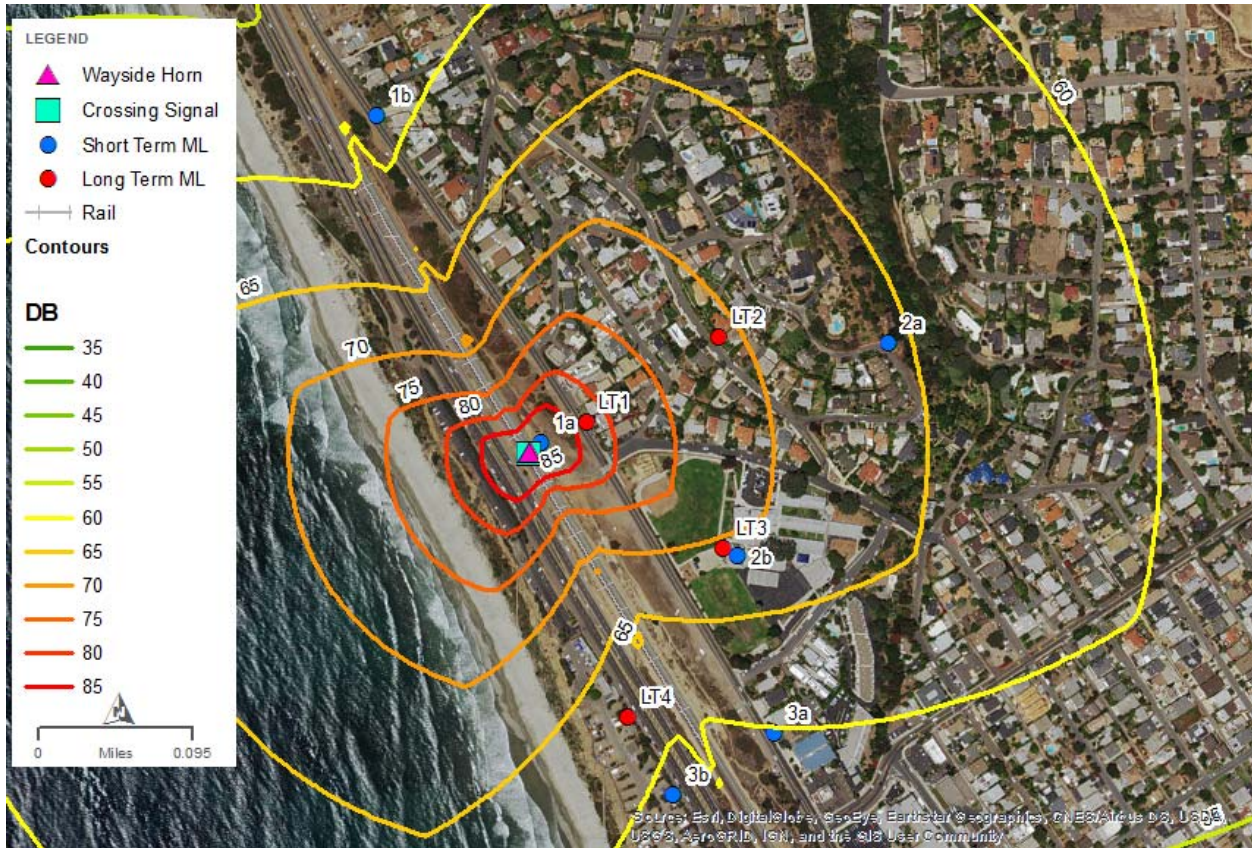 LEGEND
Wayside Horn
Crossing Signal
Short Term ML
Long Term ML
Rail
Contours
DB
35
40
45
50
55
60
65
70
75
80
85
0 Miles 0.095
1b
60
65
70
75
80
85
1a
LT1
LT2
2a
LT3
2b
65
LT4
3a
3b
55
Source: Esri, DigitalGlobe, GeoEye, Earthstar Geographics, CNES/Airbus DS, USDA,
USGS, AeroGRID, IGN, and the GIS User Community